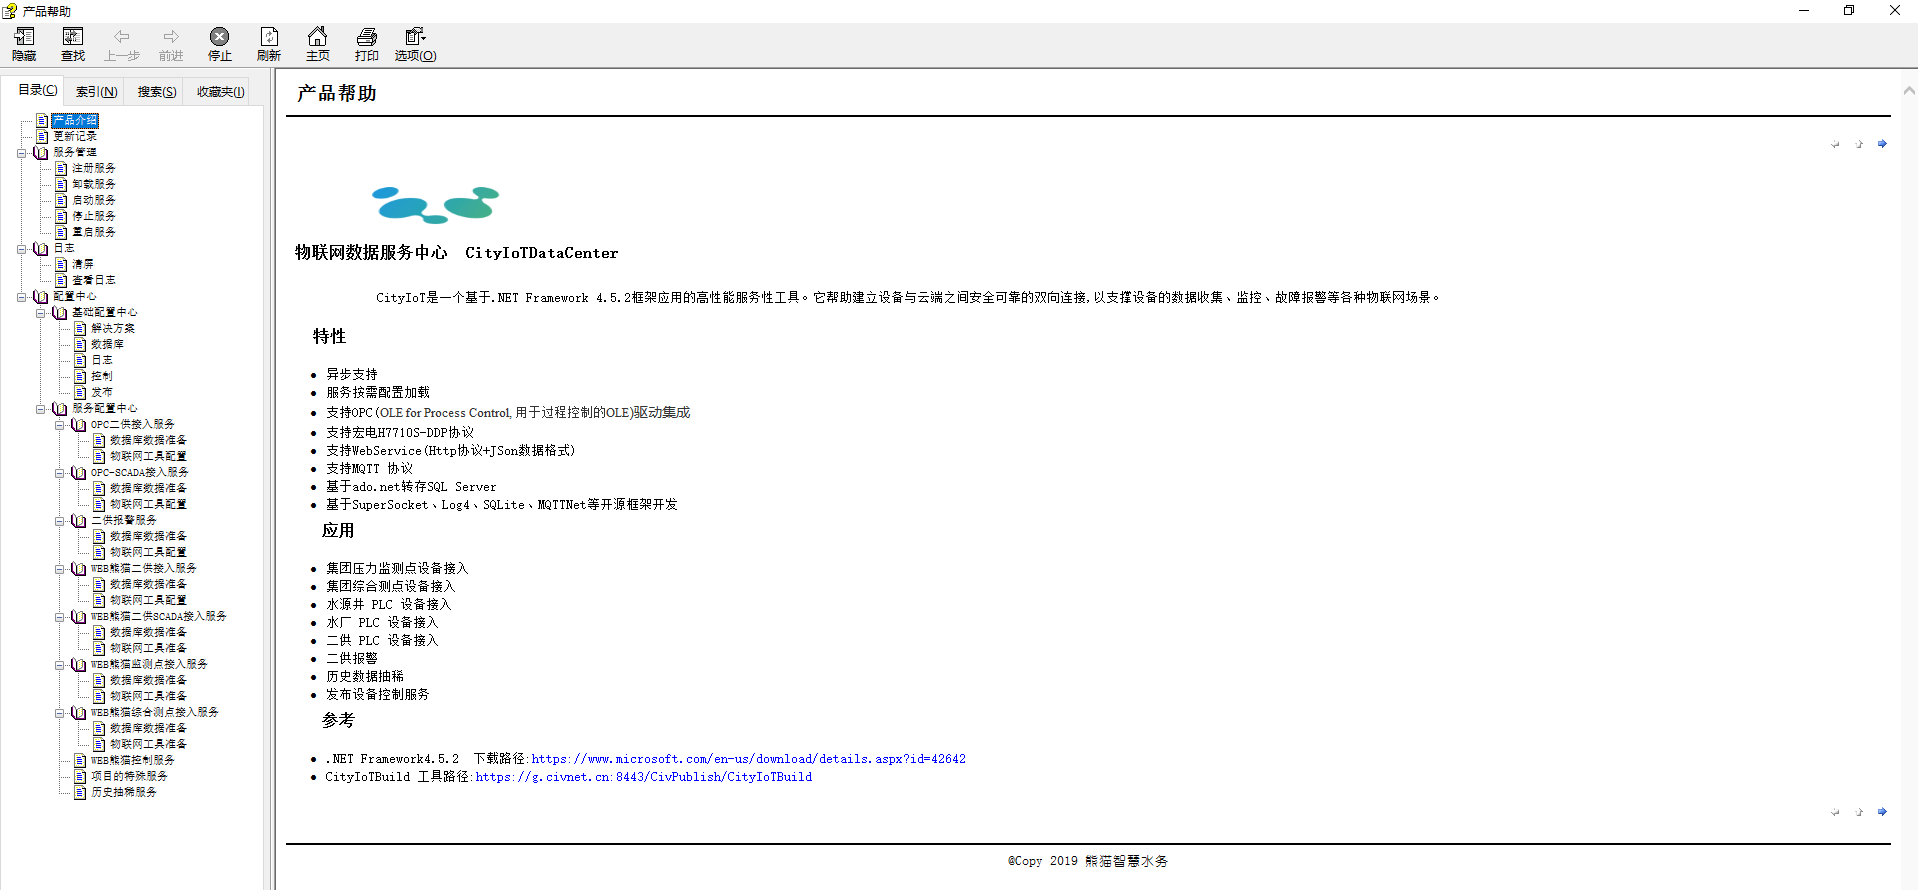 产品帮助
隐藏 查找 上一步 前进 停止 刷新 主页 打印 选项(O)
目录(C) 索引(N) 搜索(S) 收藏夹(I)
产品介绍
更新记录
服务管理
注册服务
卸载服务
启动服务
停止服务
重启服务
日志
清屏
查看日志
配置中心
基础配置中心
解决方案
数据库
日志
控制
发布
服务配置中心
OPC二供接入服务
数据库数据准备
物联网工具配置
OPC-SCADA接入服务
数据库数据准备
物联网工具配置
二供报警服务
数据库数据准备
物联网工具配置
WEB熊猫二供接入服务
数据库数据准备
物联网工具配置
WEB熊猫二供SCADA接入服务
数据库数据准备
物联网工具准备
WEB熊猫监测点接入服务
数据库数据准备
物联网工具准备
WEB熊猫综合测点接入服务
数据库数据准备
物联网工具准备
WEB熊猫控制服务
项目的特殊服务
历史抽稀服务
产品帮助
物联网数据服务中心 CityIoTDataCenter
CityIoT是一个基于.NET Framework 4.5.2框架应用的高性能服务性工具。它帮助建立设备与云端之间安全可靠的双向连接,以支撑设备的数据收集、监控、故障报警等各种物联网场景。
特性
异步支持
服务按需配置加载
支持OPC(OLE for Process Control, 用于过程控制的OLE)驱动集成
支持宏电H7710S-DDP协议
支持WebService(Http协议+JSon数据格式)
支持MQTT 协议
基于ado.net转存SQL Server
基于SuperSocket、Log4、SQLite、MQTTNet等开源框架开发
应用
集团压力监测点设备接入
集团综合测点设备接入
水源井 PLC 设备接入
水厂 PLC 设备接入
二供 PLC 设备接入
二供报警
历史数据抽稀
发布设备控制服务
参考
.NET Framework4.5.2 下载路径:https://www.microsoft.com/en-us/download/details.aspx?id=42642
CityIoTBuild 工具路径:https://g.civnet.cn:8443/CivPublish/CityIoTBuild
@Copy 2019 熊猫智慧水务